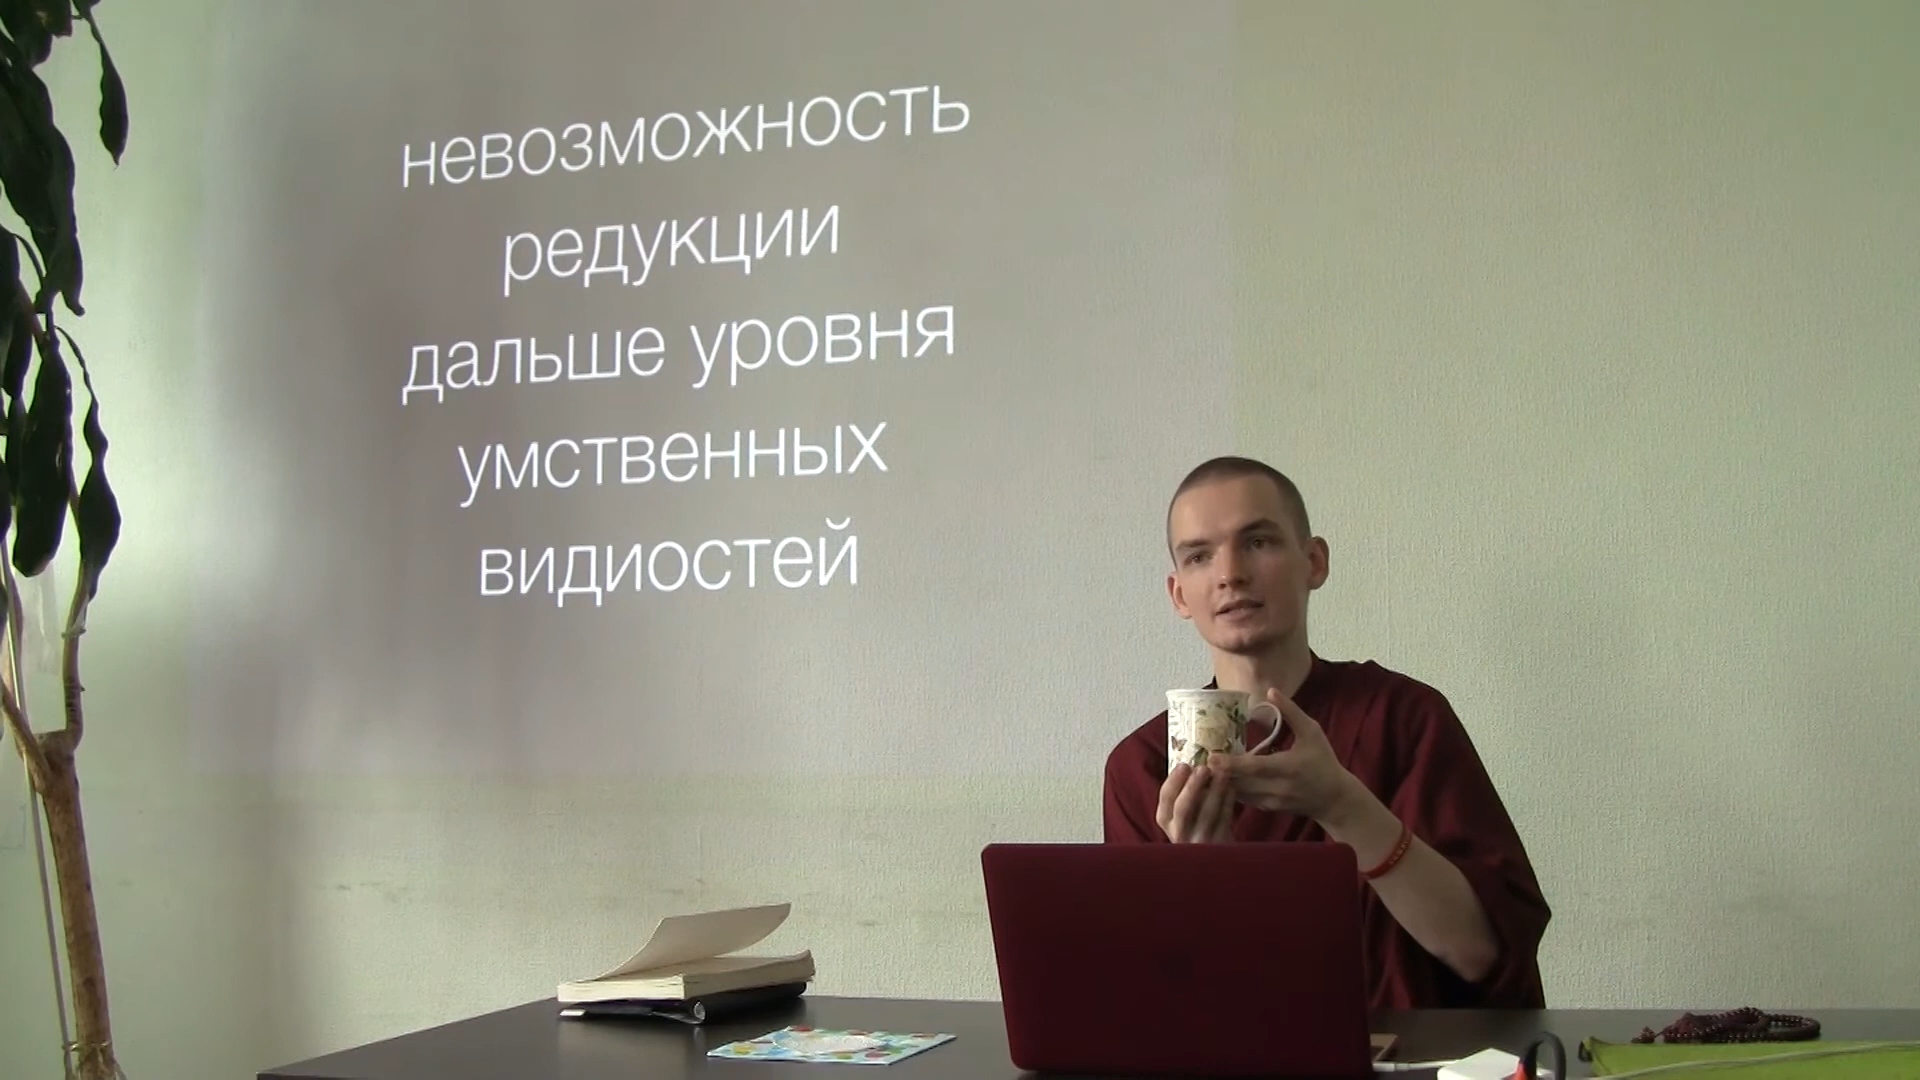 невозможность
редукции
дальше уровня
умственных
видиостей